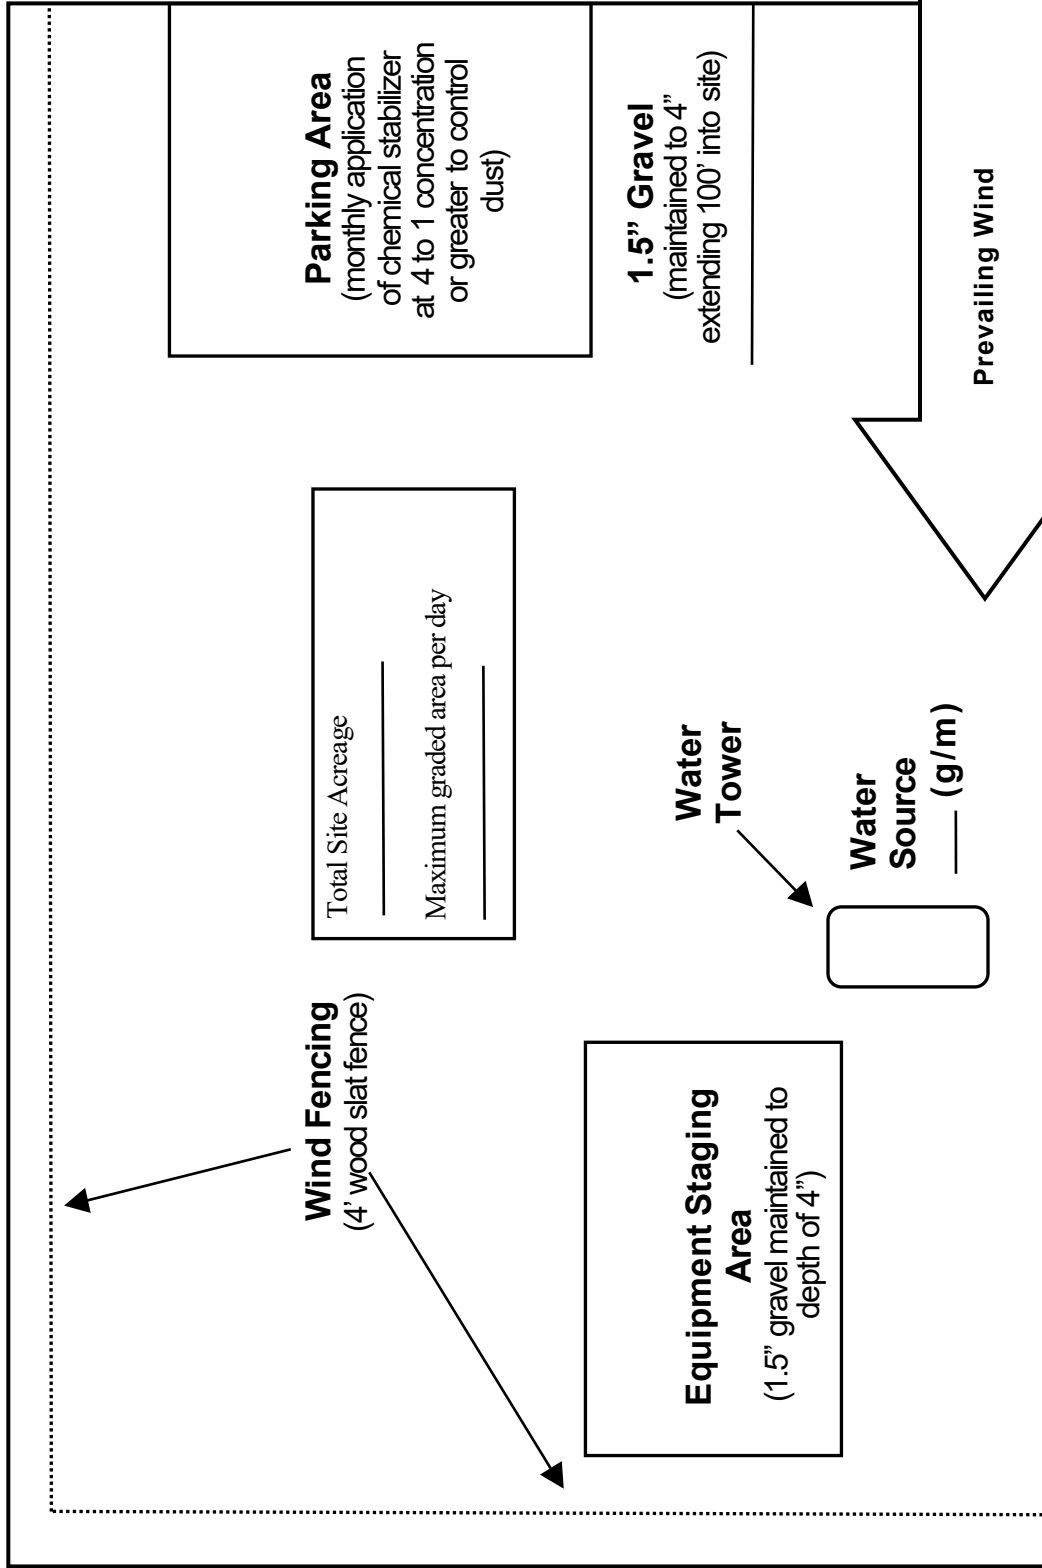 Parking Area
(monthly application
of chemical stabilizer
at 4 to 1 concentration
or greater to control
dust)
1.5” Gravel
(maintained to 4”
extending 100’ into site)
Prevailing Wind
Total Site Acreage
Maximum graded area per day
Water
Tower
Water
Source
(g/m)
Wind Fencing
(4’ wood slat fence)
Equipment Staging
Area
(1.5” gravel maintained to
depth of 4”)